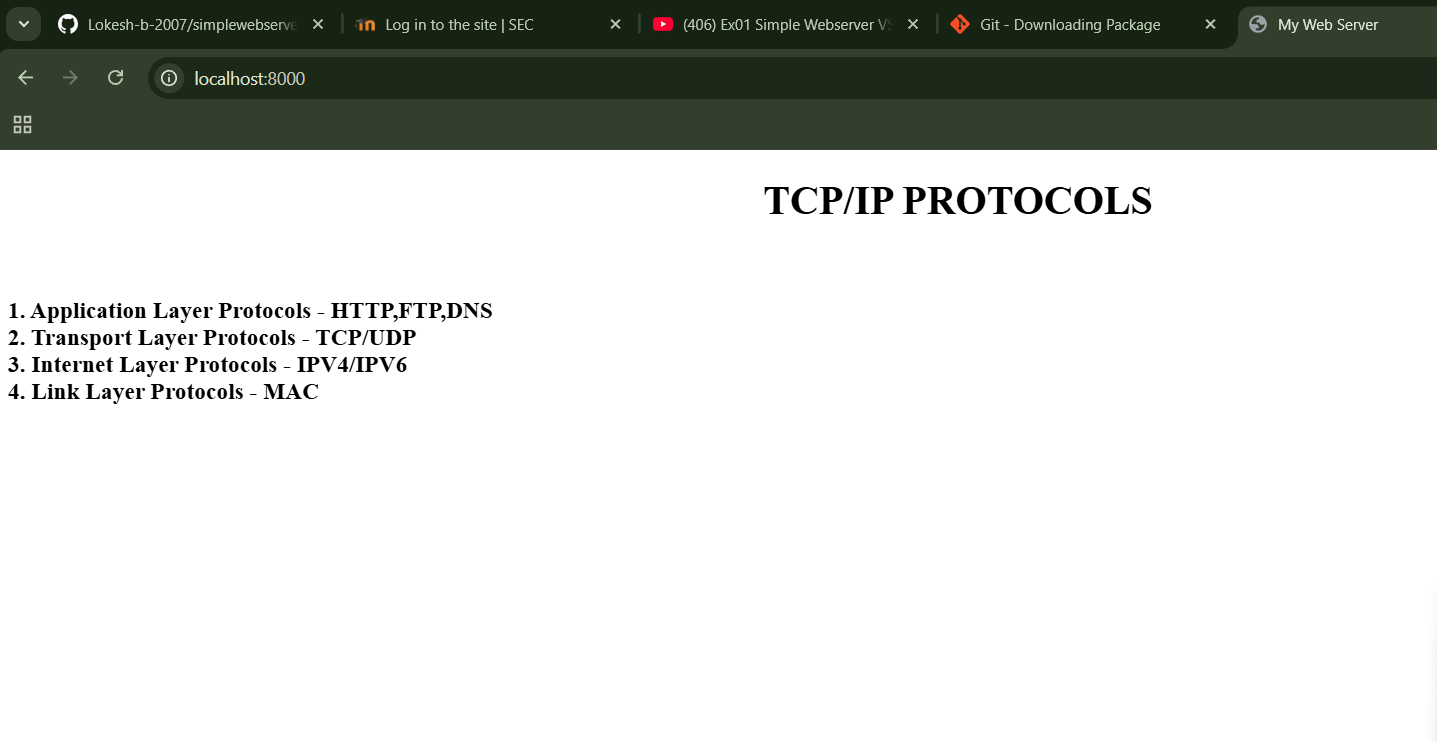 Lokesh-b-2007/simplewebserve
Log in to the site | SEC
(406) Ex01 Simple Webserver VS
Git - Downloading Package
My Web Server
localhost:8000
TCP/IP PROTOCOLS
1. Application Layer Protocols - HTTP,FTP,DNS
2. Transport Layer Protocols - TCP/UDP
3. Internet Layer Protocols - IPV4/IPV6
4. Link Layer Protocols - MAC